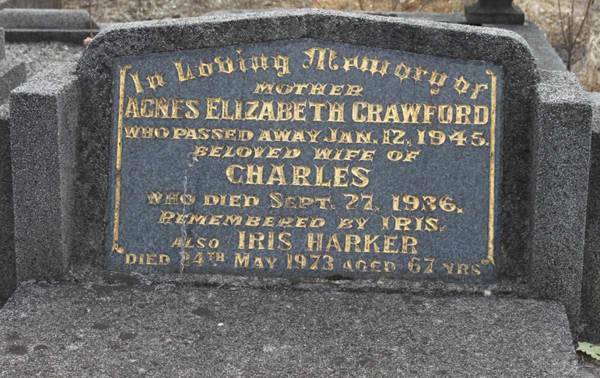 In Loving Memory of
MOTHER
AGNES ELIZABETH CRAWFORD
WHO PASSED AWAY JAN. 12, 1945.
BELOVED WIFE OF
CHARLES
WHO DIED SEPT. 27, 1936.
REMEMBERED BY IRIS.
ALSO IRIS HARKER
DIED 24TH MAY 1973 AGED 67 YRS